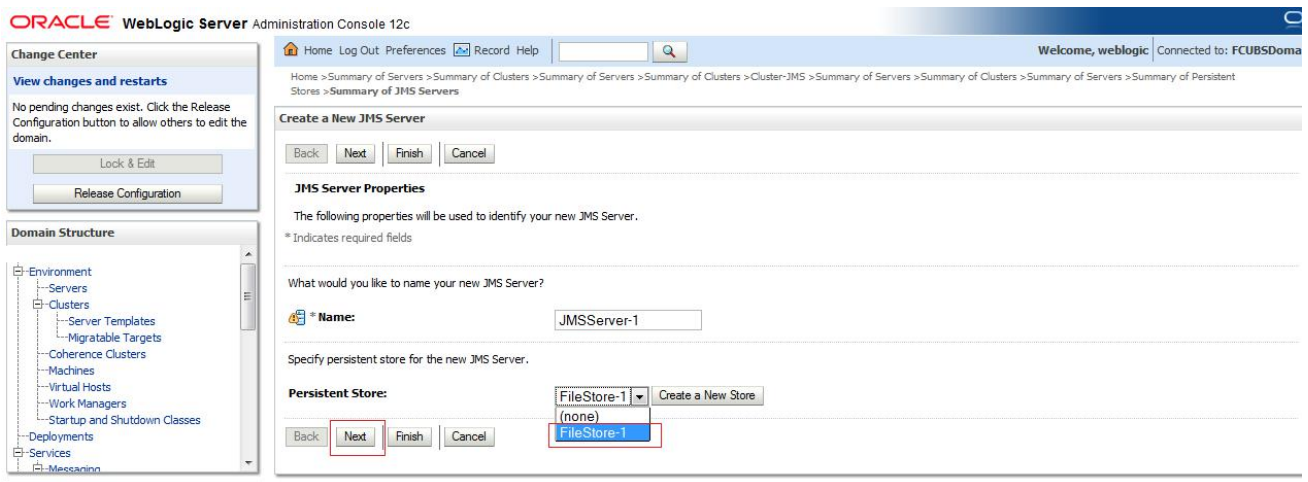 ORACLE WebLogic Server Administration Console 12c
Change Center
View changes and restarts
No pending changes exist. Click the Release
Configuration button to allow others to edit the
domain.
Lock & Edit
Release Configuration
Domain Structure
Environment
Servers
Clusters
Server Templates
Migratable Targets
Coherence Clusters
Machines
Virtual Hosts
Work Managers
Startup and Shutdown Classes
Deployments
Services
Messaging
Home Log Out Preferences Record Help
Welcome, weblogic Connected to: FCUBSDoma
Home >Summary of Servers >Summary of Clusters >Summary of Servers >Summary of Clusters >Cluster-JMS >Summary of Servers >Summary of Clusters >Summary of Servers >Summary of Persistent
Stores >Summary of JMS Servers
Create a New JMS Server
Back Next Finish Cancel
JMS Server Properties
The following properties will be used to identify your new JMS Server.
* Indicates required fields
What would you like to name your new JMS Server?
* Name: JMSServer-1
Specify persistent store for the new JMS Server.
Persistent Store: FileStore-1 Create a New Store
(none)
FileStore-1
Back Next Finish Cancel